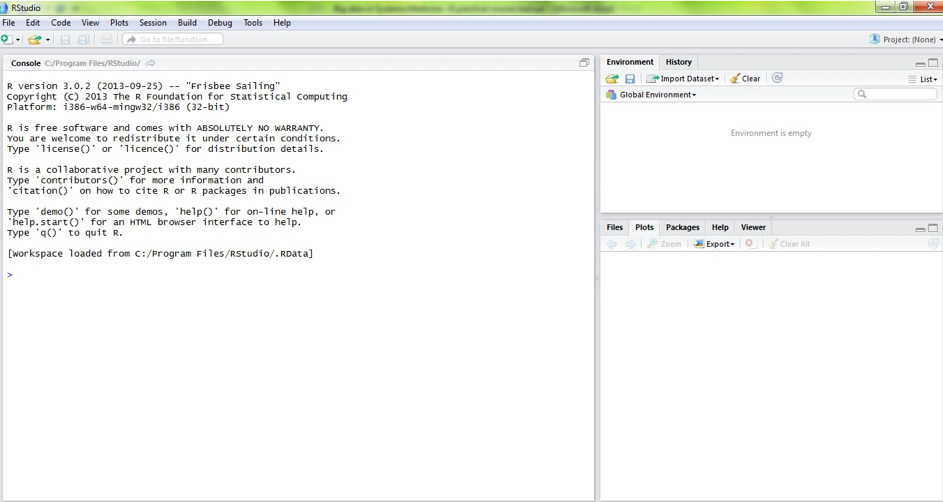 RStudio
File Edit Code View Plots Session Build Debug Tools Help
Go to file/function
Project: (None)
Console C:/Program Files/RStudio/
R version 3.0.2 (2013-09-25) -- "Frisbee Sailing"
Copyright (C) 2013 The R Foundation for Statistical Computing
Platform: i386-w64-mingw32/i386 (32-bit)
R is free software and comes with ABSOLUTELY NO WARRANTY.
You are welcome to redistribute it under certain conditions.
Type 'license()' or 'licence()' for distribution details.
R is a collaborative project with many contributors.
Type 'contributors()' for more information and
'citation()' on how to cite R or R packages in publications.
Type 'demo()' for some demos, 'help()' for on-line help, or
'help.start()' for an HTML browser interface to help.
Type 'q()' to quit R.
[Workspace loaded from C:/Program Files/RStudio/.RData]
>
Environment History
Import Dataset Clear List
Global Environment
Environment is empty
Files Plots Packages Help Viewer
Zoom Export Clear All